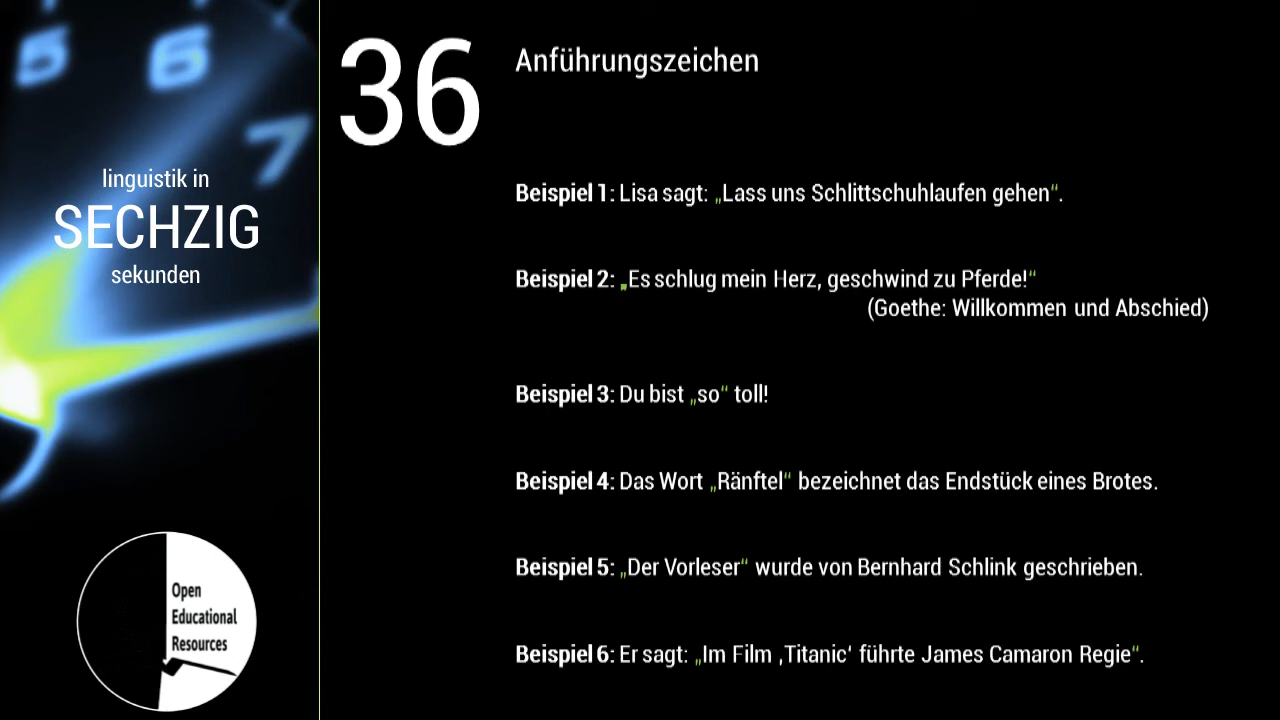 5
6
7
linguistik in
SECHZIG
sekunden
Open
Educational
Resources
36
Anführungszeichen
Beispiel 1: Lisa sagt: „Lass uns Schlittschuhlaufen gehen“.
Beispiel 2: „Es schlug mein Herz, geschwind zu Pferde!“
(Goethe: Willkommen und Abschied)
Beispiel 3: Du bist „so“ toll!
Beispiel 4: Das Wort „Ränftel“ bezeichnet das Endstück eines Brotes.
Beispiel 5: „Der Vorleser“ wurde von Bernhard Schlink geschrieben.
Beispiel 6: Er sagt: „Im Film ‚Titanic‘ führte James Camaron Regie“.